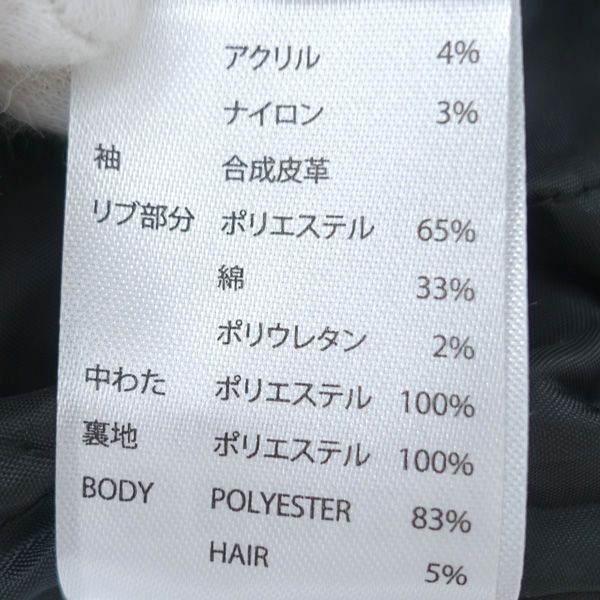 アクリル 4%
ナイロン 3%
袖 合成皮革
リブ部分 ポリエステル 65%
綿 33%
ポリウレタン 2%
中わた ポリエステル 100%
裏地 ポリエステル 100%
BODY POLYESTER 83%
HAIR 5%